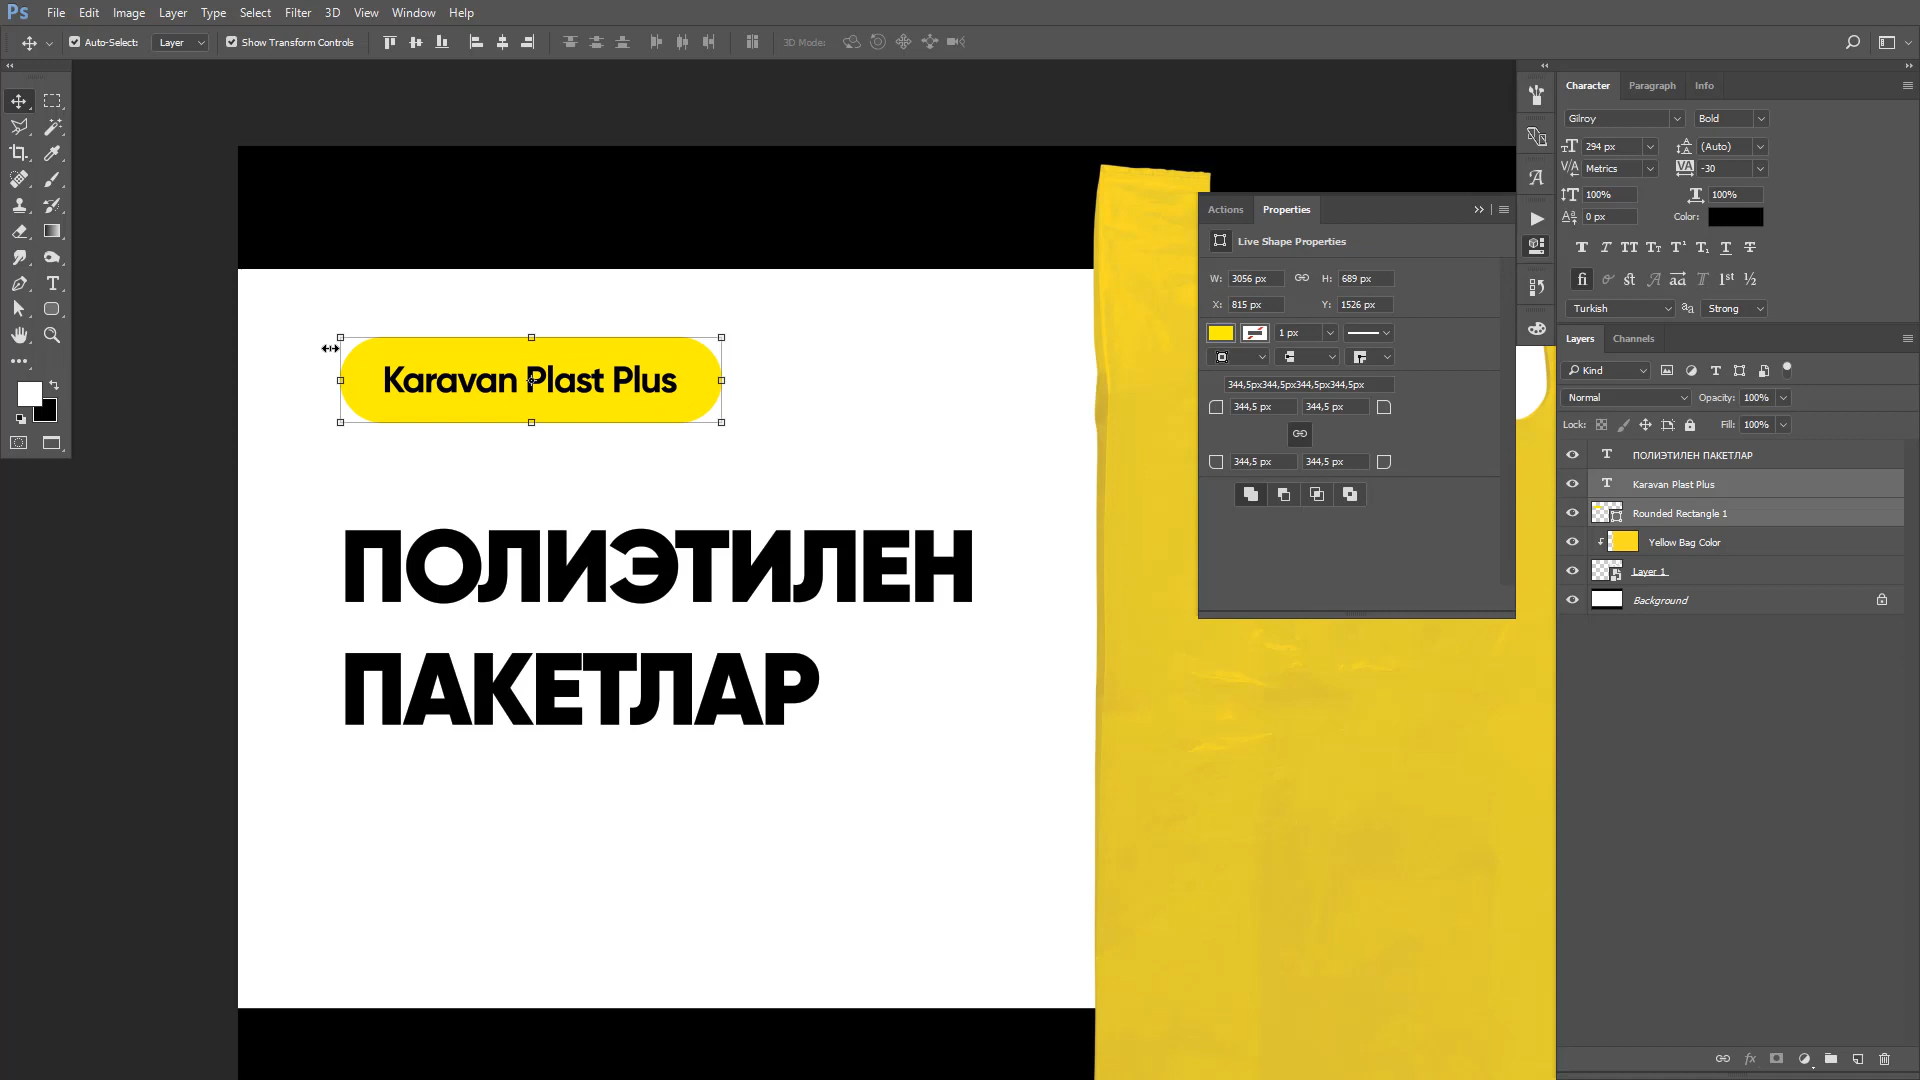 Ps File Edit Image Layer Type Select Filter 3D View Window Help
Auto-Select: Layer Show Transform Controls 3D Mode:
Karavan Plast Plus
ПОЛИЭТИЛЕН
ПАКЕТЛАР
Actions Properties
Live Shape Properties
W: 3056 px H: 689 px
X: 815 px Y: 1526 px
1 px
344,5px344,5px344,5px344,5px
344,5 px 344,5 px
344,5 px 344,5 px
Character Paragraph Info
Gilroy Bold
294 px (Auto)
Metrics -30
100% 100%
0 px Color:
Turkish Strong
Layers Channels
Kind
Normal Opacity: 100%
Lock: Fill: 100%
ПОЛИЭТИЛЕН ПАКЕТЛАР
Karavan Plast Plus
Rounded Rectangle 1
Yellow Bag Color
Layer 1
Background
fx